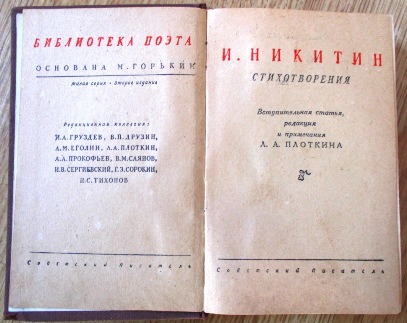 БИБЛИОТЕКА ПОЭТА
ОСНОВАНА М. ГОРЬКИМ
малая серия • второе издание
Редакционная коллегия:
И.А. ГРУЗДЕВ, В.П. ДРУЗИН,
А.М. ЕГОЛИН, Л.А. ПЛОТКИН,
А.А. ПРОКОФЬЕВ, В.М. САЯНОВ,
И.В. СЕРГИЕВСКИЙ, Г.Э. СОРОКИН,
Н.С. ТИХОНОВ
Советский Писатель
И. НИКИТИН
СТИХОТВОРЕНИЯ
Вступительная статья,
редакция
и примечания
Л. А. ПЛОТКИНА
Советский Писатель